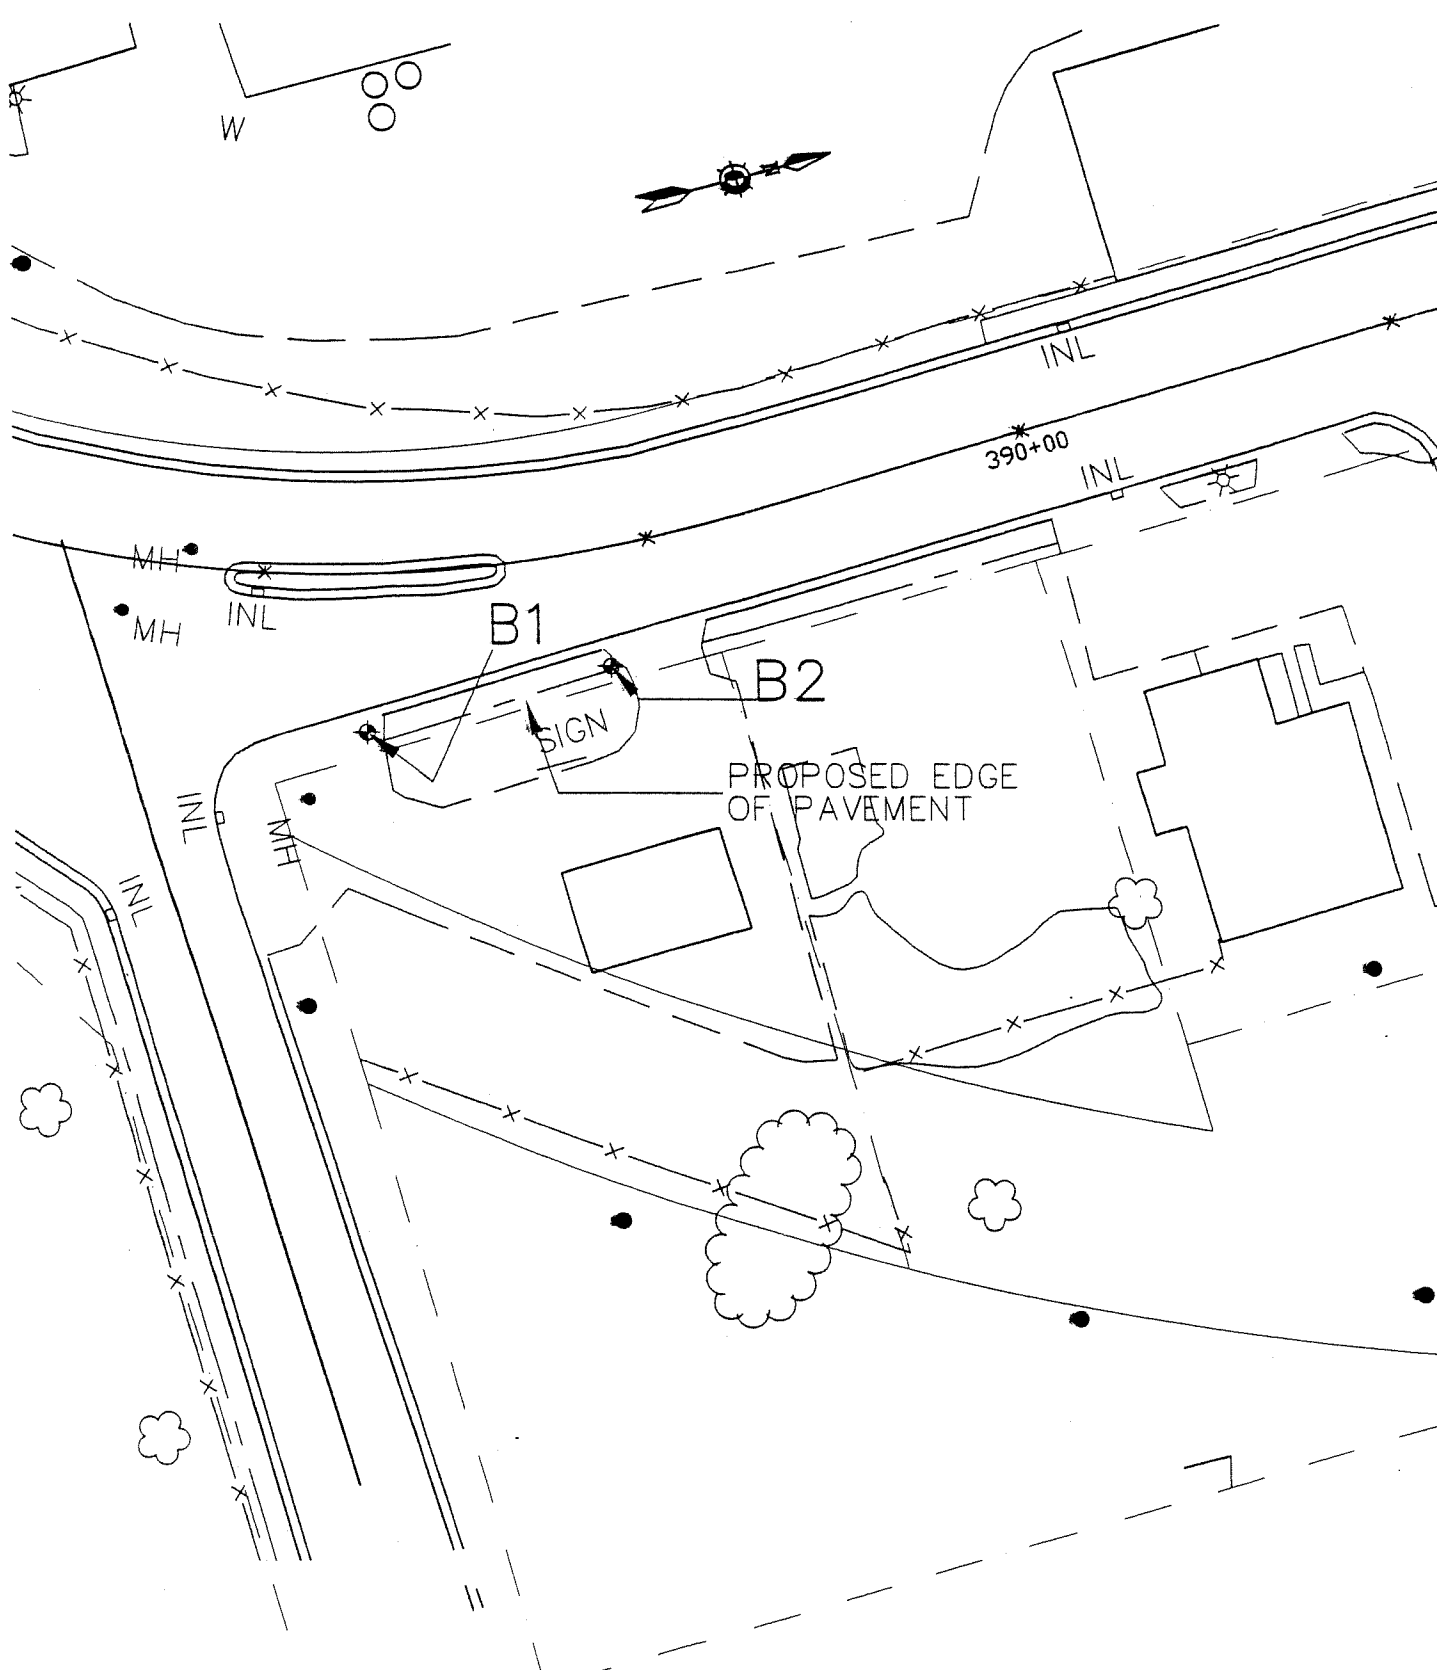 W
N
INL
390+00
INL
MH
INL
MH
B1
B2
SIGN
PROPOSED EDGE
OF PAVEMENT
INL
MH
INL